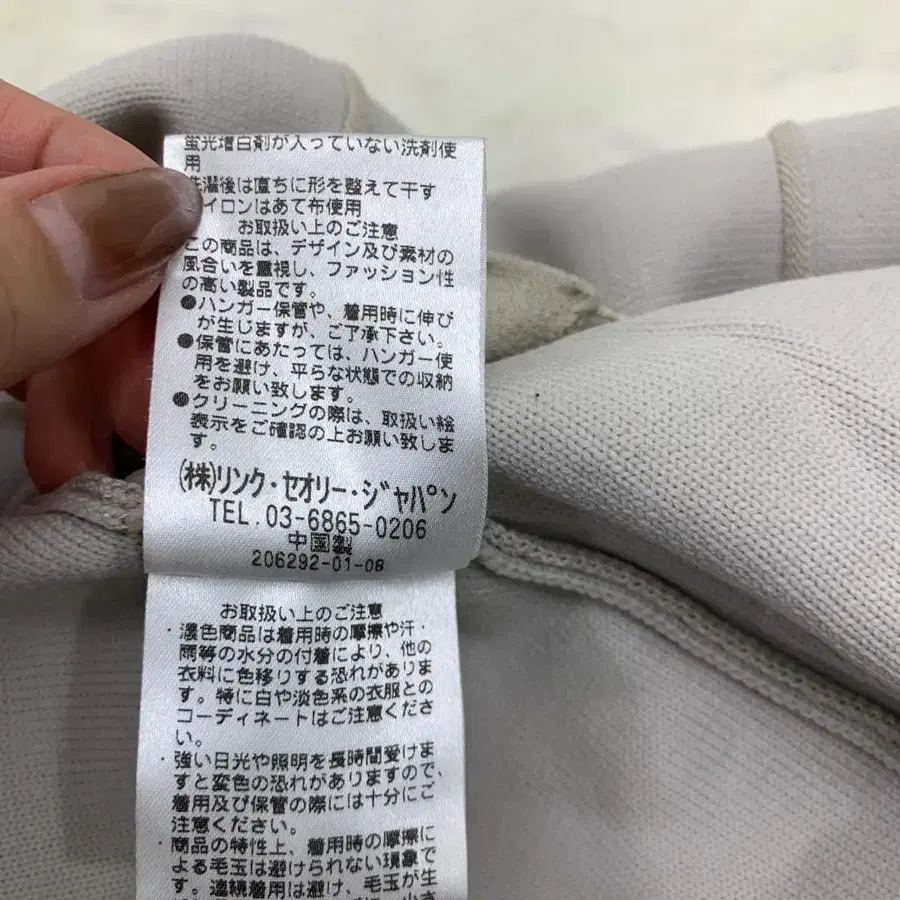 蛍光増白剤が入っていない洗剤使
用
濯後は直ちに形を整えて干す
イロンはあて布使用
お取扱い上のご注意
この商品は、デザイン及び素材の
風合いを重視し、ファッション性
の高い製品です。
●ハンガー保管や、着用時に伸び
が生じますが、ご了承下さい。
●保管にあたっては、ハンガー使
用を避け、平らな状態での収納
をお願い致します。
●クリーニングの際は、取扱い絵
表示をご確認の上お願い致しま
す。
㈱リンク・セオリー・ジャパン
TEL.03-6865-0206
中国製
206292-01-08
お取扱い上のご注意
・濃色商品は着用時の摩擦や汗・
雨等の水分の付着により、他の
衣料に色移りする恐れがありま
す。特に白や淡色系の衣服との
コーディネートはご注意くださ
い。
・強い日光や照明を長時間受けま
すと変色の恐れがありますので、
着用及び保管の際には十分にご
注意ください。
・商品の特性上、着用時の摩擦に
よる毛玉は避けられない現象で
す。連続着用は避け、毛玉が生